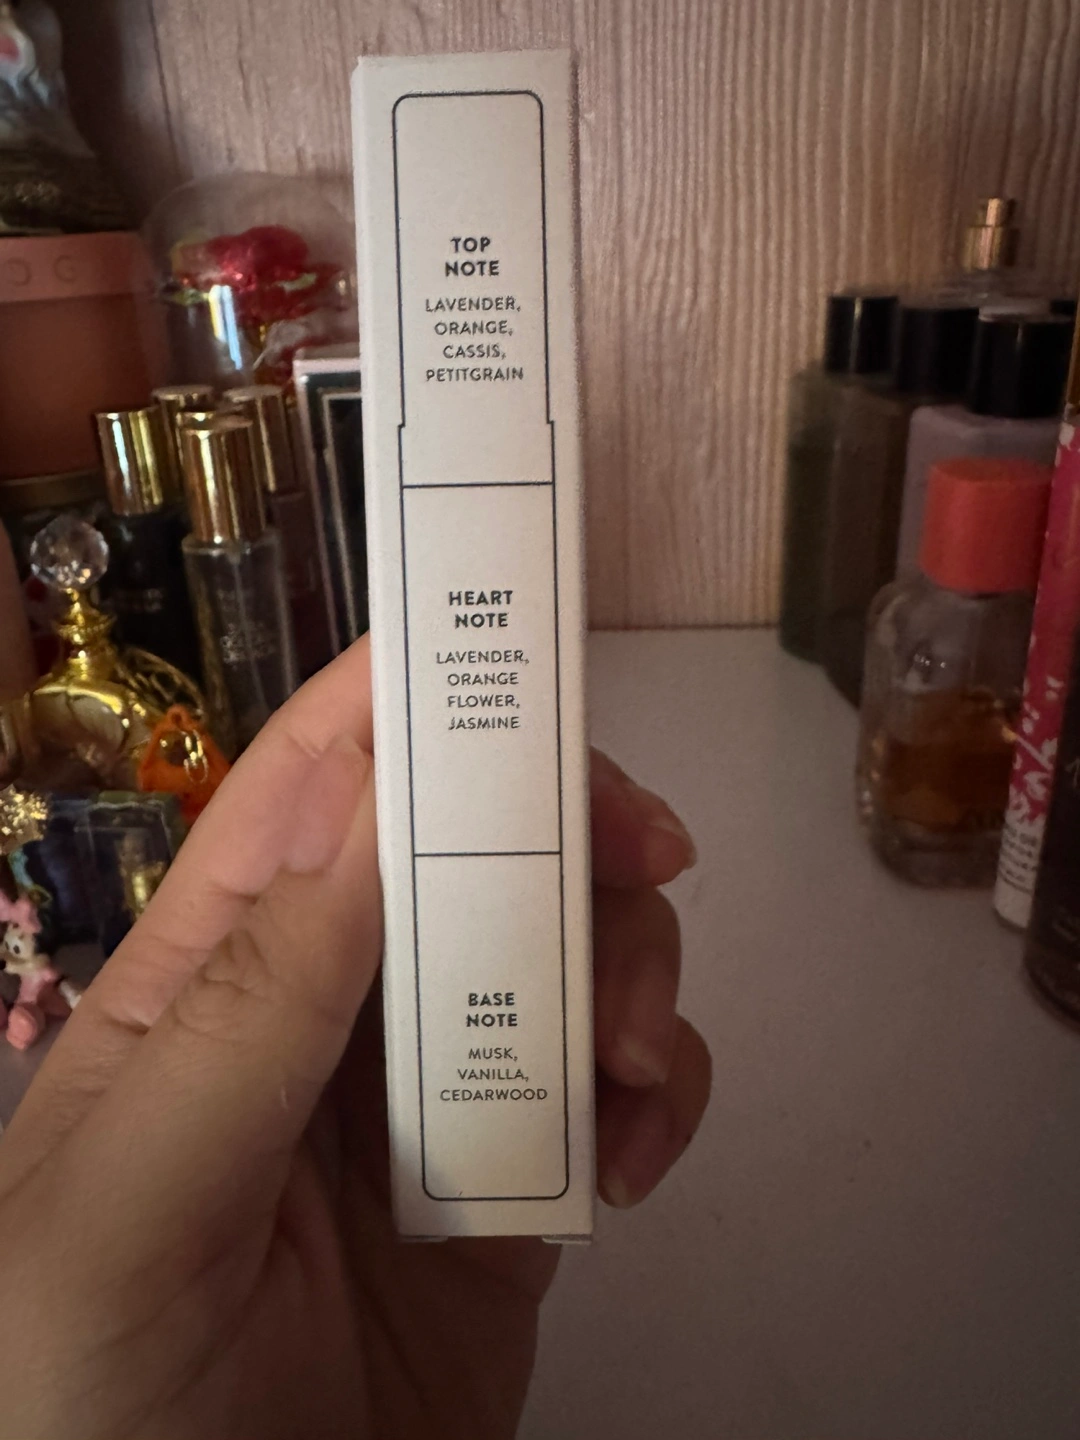 TOP
NOTE
LAVENDER,
ORANGE,
CASSIS,
PETITGRAIN
HEART
NOTE
LAVENDER,
ORANGE
FLOWER,
JASMINE
BASE
NOTE
MUSK,
VANILLA,
CEDARWOOD